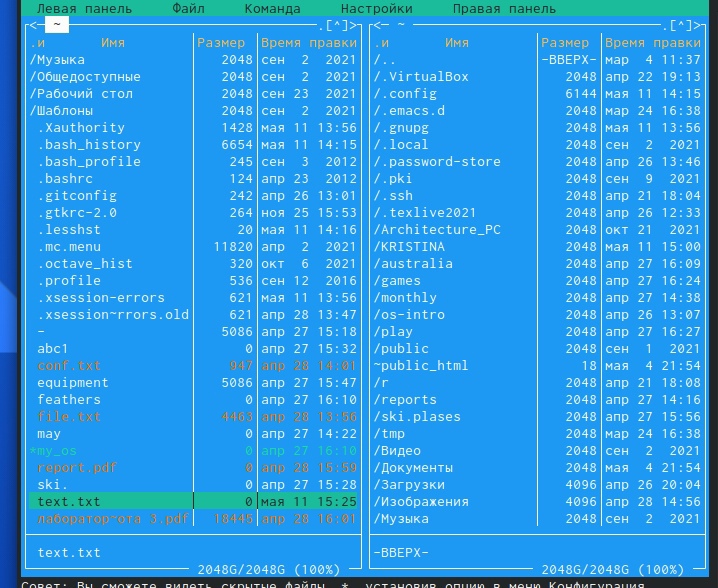 Левая панель Файл Команда Настройки Правая панель
<— ~ .[^]>
.и Имя Размер Время правки
/Музыка 2048 сен 2 2021
/Общедоступные 2048 сен 2 2021
/Рабочий стол 2048 сен 23 2021
/Шаблоны 2048 сен 2 2021
.Xauthority 1428 мая 11 13:56
.bash_history 6654 мая 11 14:15
.bash_profile 245 сен 3 2012
.bashrc 124 апр 23 2012
.gitconfig 242 апр 26 13:01
.gtkrc-2.0 264 ноя 25 15:53
.lesshst 20 мая 11 14:16
.mc.menu 11820 апр 2 2021
.octave_hist 320 окт 6 2021
.profile 536 сен 12 2016
.xsession-errors 621 мая 11 13:56
.xsession~rrors.old 621 апр 28 13:47
– 5086 апр 27 15:18
abc1 0 апр 27 15:32
conf.txt 947 апр 28 14:01
equipment 5086 апр 27 15:47
feathers 0 апр 27 16:10
file.txt 4463 апр 28 13:56
may 0 апр 27 14:22
*my_os 0 апр 27 16:10
report.pdf 0 апр 28 15:59
ski. 0 апр 27 15:28
text.txt 0 мая 11 15:25
лаборатор~ота 3.pdf 18445 апр 28 16:01
text.txt
2048G/2048G (100%)
<— ~ .[^]>
.и Имя Размер Время правки
/.. –ВВЕРХ– мар 4 11:37
/.VirtualBox 2048 апр 22 19:13
/.config 6144 мая 11 14:15
/.emacs.d 2048 мар 24 16:38
/.gnupg 2048 мая 11 13:56
/.local 2048 сен 2 2021
/.password-store 2048 апр 26 13:46
/.pki 2048 сен 9 2021
/.ssh 2048 апр 21 18:04
/.texlive2021 2048 апр 26 12:33
/Architecture_PC 2048 окт 21 2021
/KRISTINA 2048 мая 11 15:00
/australia 2048 апр 27 16:09
/games 2048 апр 27 16:24
/monthly 2048 апр 27 14:38
/os-intro 2048 апр 26 13:07
/play 2048 апр 27 16:27
/public 2048 сен 1 2021
~public_html 18 мая 4 21:54
/r 2048 апр 21 18:08
/reports 2048 апр 27 14:16
/ski.plases 2048 апр 27 15:56
/tmp 2048 мар 24 16:38
/Видео 2048 сен 2 2021
/Документы 2048 мая 4 21:54
/Загрузки 4096 апр 26 20:04
/Изображения 4096 апр 28 14:56
/Музыка 2048 сен 2 2021
–ВВЕРХ–
2048G/2048G (100%)
Совет: Вы сможете видеть скрытые файлы .*, установив опцию в меню Конфигурация